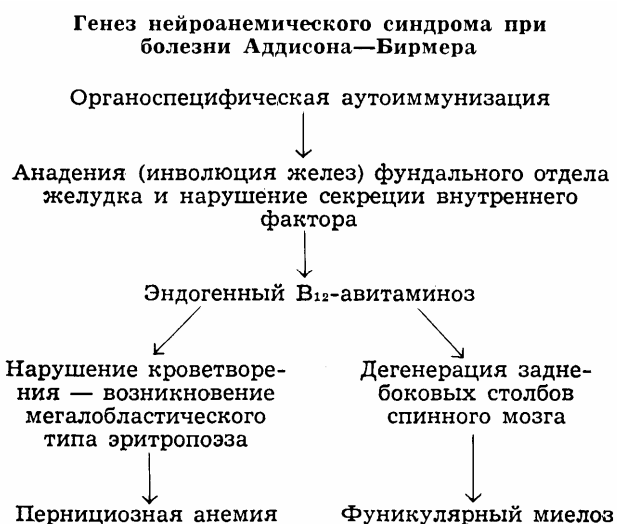 Генез нейроанемического синдрома при
болезни Аддисона—Бирмера
Органоспецифическая аутоиммунизация
Анадения (инволюция желез) фундального отдела
желудка и нарушение секреции внутреннего
фактора
Эндогенный B₁₂-авитаминоз
Нарушение кроветворе-
ния — возникновение
мегалобластического
типа эритропоэза
Дегенерация задне-
боковых столбов
спинного мозга
Пернициозная анемия
Фуникулярный миелоз